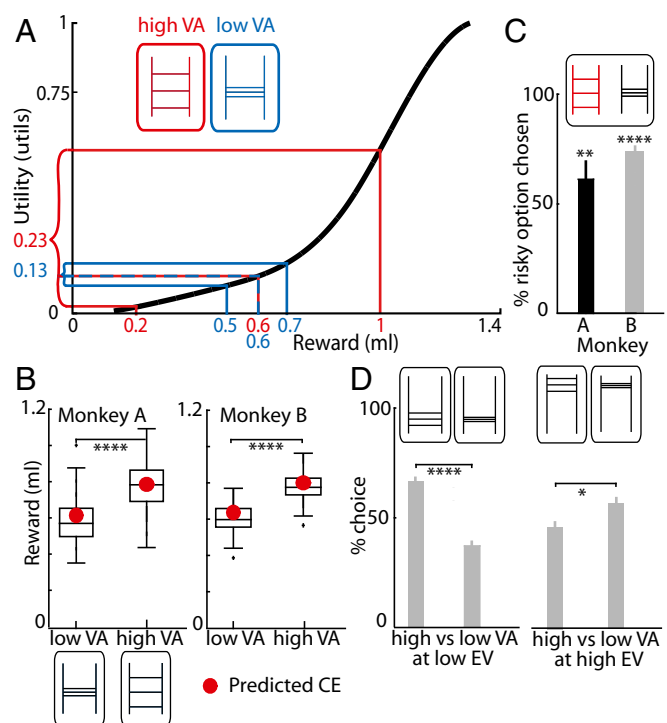 A
high VA
low VA
1
0.75
Utility (utils)
0.23
0.13
0
0
0.2
0.5
0.6
0.6
0.7
1
1.4
Reward (ml)
C
100
50
0
% risky option chosen
**
****
A
B
Monkey
B
1.2
0
Reward (ml)
Monkey A
****
low VA
high VA
1.2
0
Monkey B
****
low VA
high VA
Predicted CE
D
100
50
0
% choice
****
*
high vs low VA
at low EV
high vs low VA
at high EV